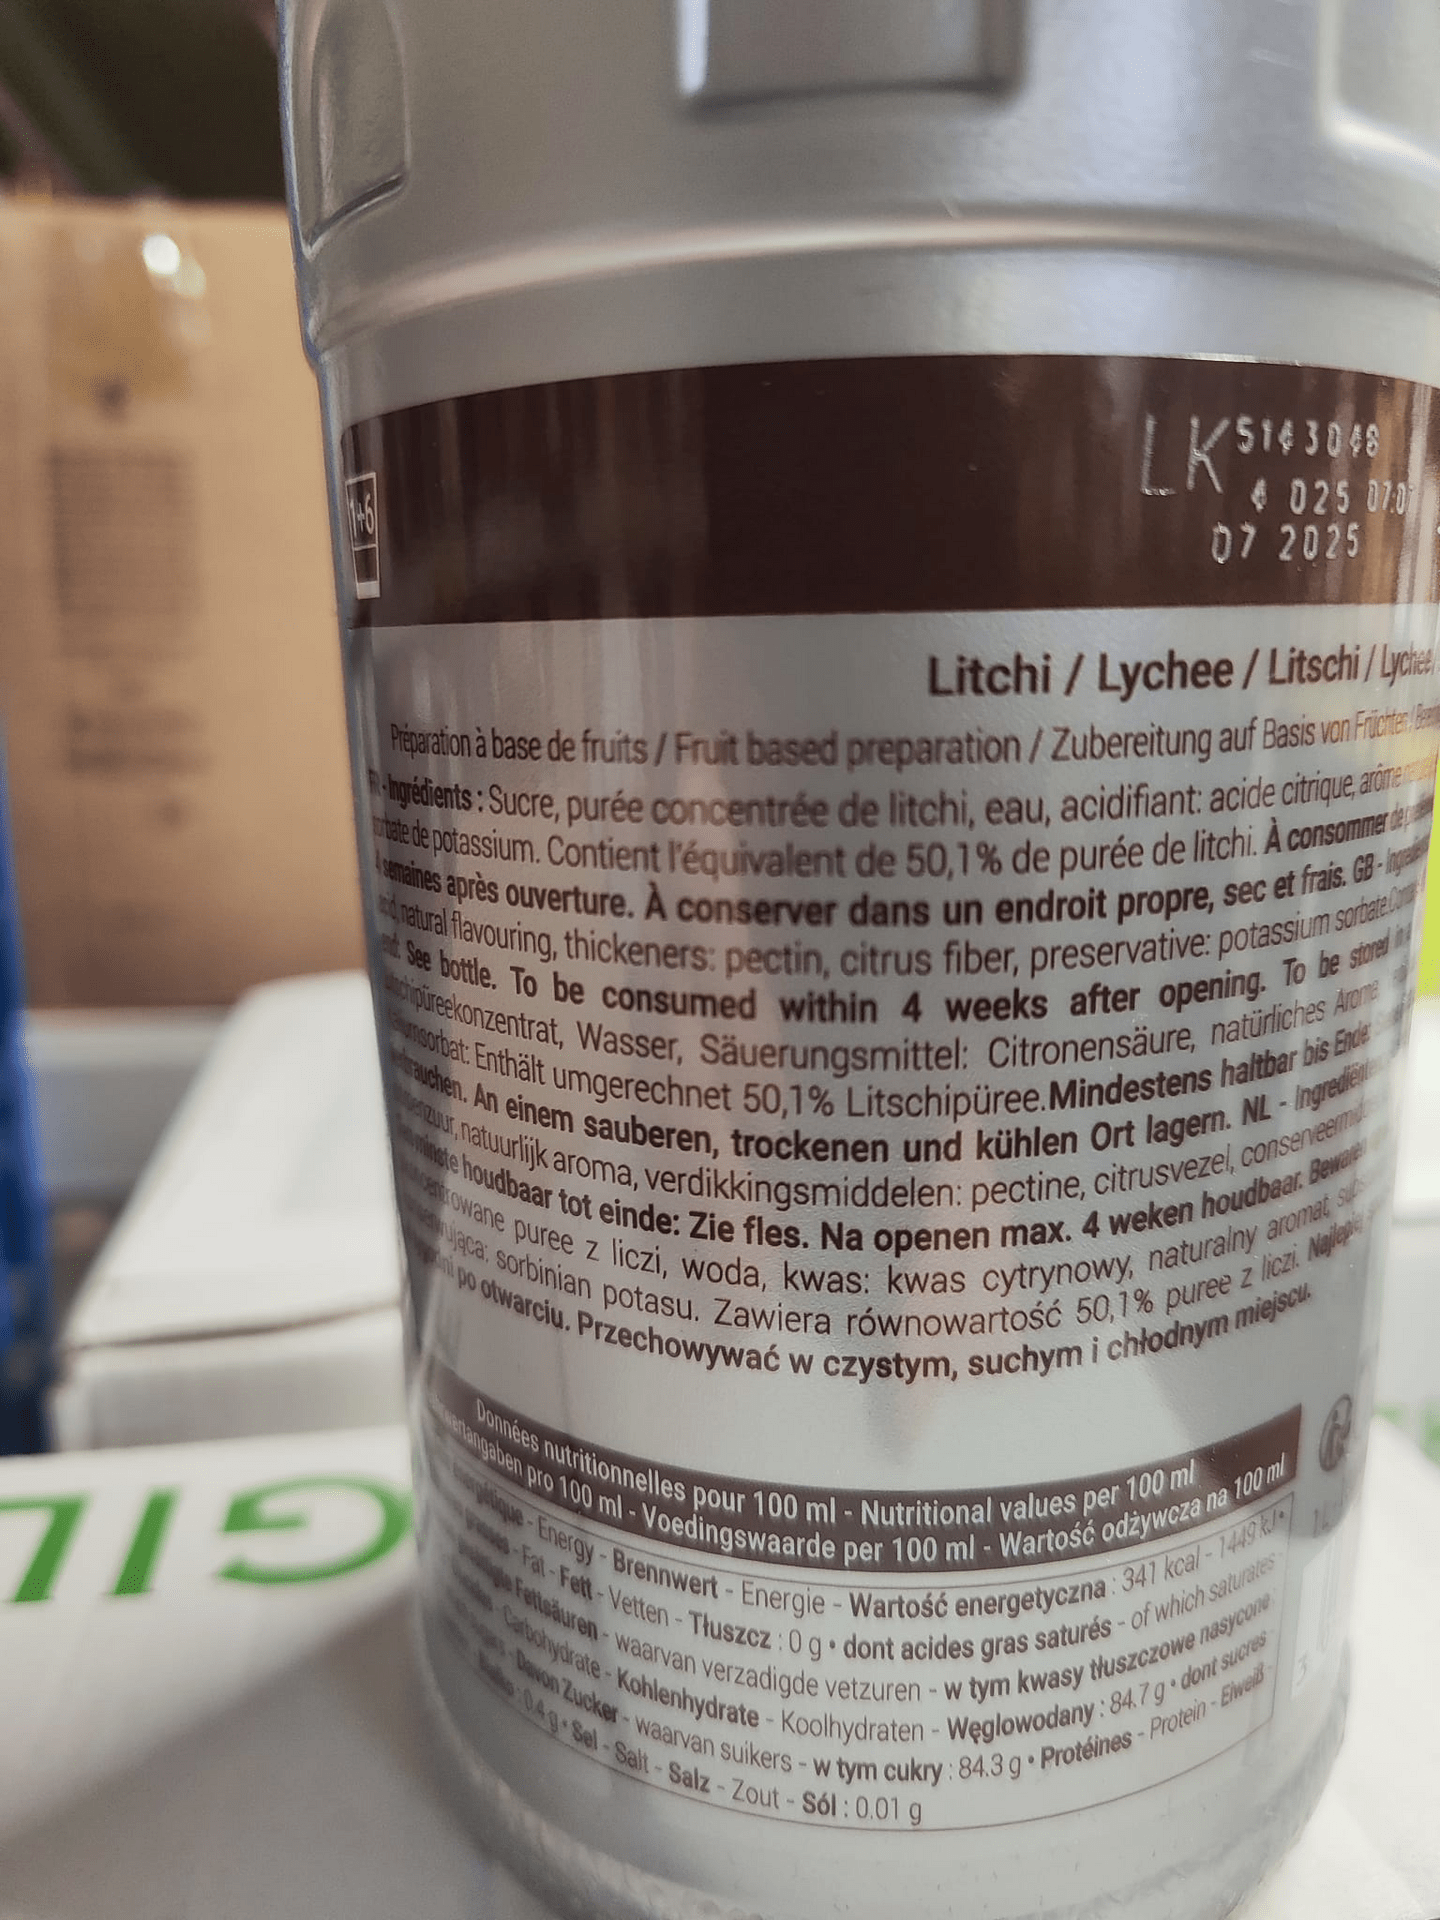 LK 5143048
4 025 07:0
07 2025
1+6
Litchi / Lychee / Litschi / Lychee/
Préparation à base de fruits / Fruit based preparation / Zubereitung auf Basis von Früchten /
- Ingrédients : Sucre, purée concentrée de litchi, eau, acidifiant: acide citrique, arôme
de potassium. Contient l'équivalent de 50,1% de purée de litchi. À consommer de
4 semaines après ouverture. À conserver dans un endroit propre, sec et frais. GB -
acid, natural flavouring, thickeners: pectin, citrus fiber, preservative: potassium sorbate.
end: See bottle. To be consumed within 4 weeks after opening. To be stored in a
Wasser, Säuerungsmittel: Citronensäure, natürliches Arome
Enthält umgerechnet 50,1% Litschipüree.Mindestens haltbar bis Ende:
An einem sauberen, trockenen und kühlen Ort lagern. NL -
natuurlijk aroma, verdikkingsmiddelen: pectine, citrusvezel,
houdbaar tot einde: Zie fles. Na openen max. 4 weken houdbaar.
puree z liczi, woda, kwas: kwas cytrynowy, naturalny aromat,
sorbinian potasu. Zawiera równowartość 50,1% puree z liczi.
po otwarciu. Przechowywać w czystym, suchym i chłodnym miejscu.
Données nutritionnelles pour 100 ml - Nutritional values per 100 ml
pro 100 ml - Voedingswaarde per 100 ml - Wartość odżywcza na 100 ml
- Energy - Brennwert - Energie - Wartość energetyczna : 341 kcal - 1449 kJ •
- Fat - Fett - Vetten - Tłuszcz : 0 g • dont acides gras saturés - of which saturates -
Fettsäuren - waarvan verzadigde vetzuren - w tym kwasy tłuszczowe nasycone
- Carbohydrate - Kohlenhydrate - Koolhydraten - Węglowodany : 84.7 g • dont sucres
- Davon Zucker - waarvan suikers - w tym cukry : 84.3 g • Protéines - Protein - Eiweiß -
: 0.4 g • Sel - Salt - Salz - Zout - Sól : 0.01 g